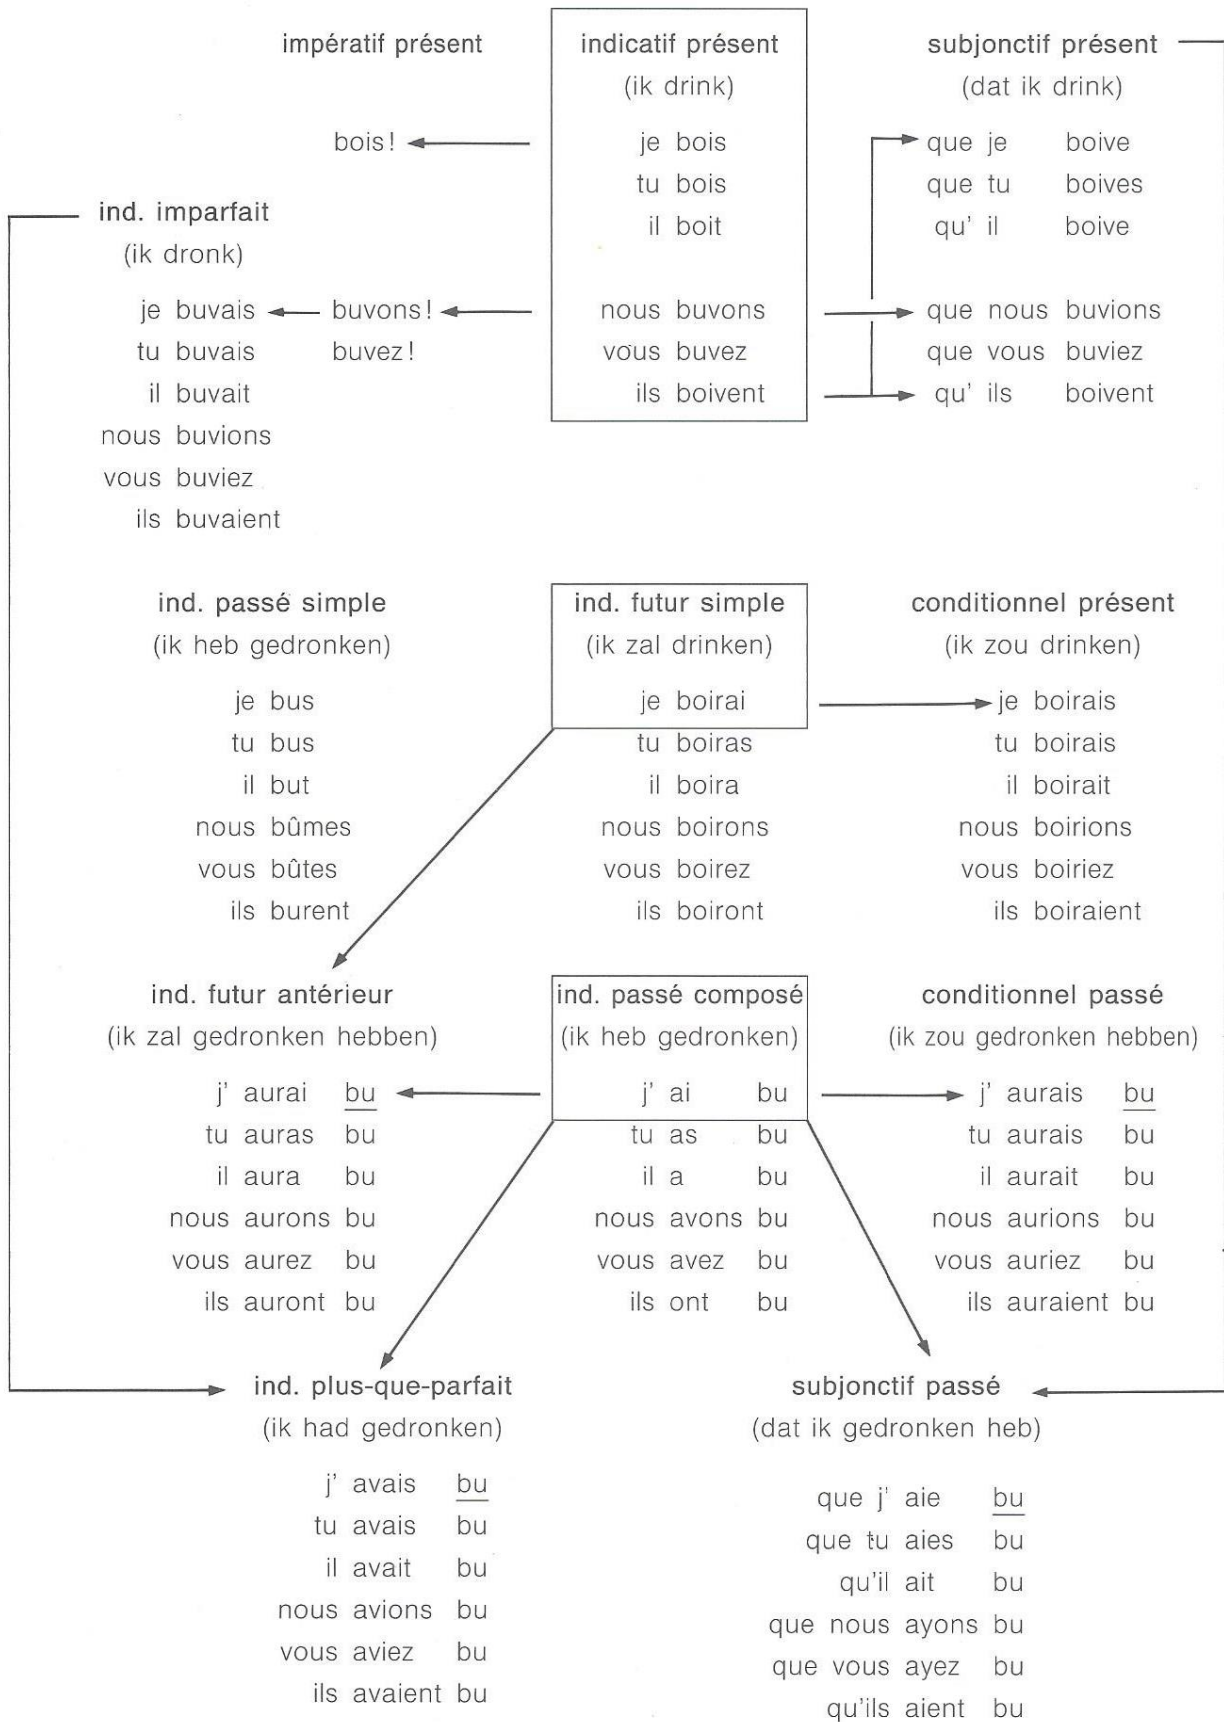 impératif présent
indicatif présent
(ik drink)
subjonctif présent
(dat ik drink)
bois!
je bois
tu bois
il boit
que je boive
que tu boives
qu' il boive
ind. imparfait
(ik dronk)
je buvais
tu buvais
il buvait
nous buvions
vous buviez
ils buvaient
buvons!
buvez!
nous buvons
vous buvez
ils boivent
que nous buvions
que vous buviez
qu' ils boivent
ind. passé simple
(ik heb gedronken)
je bus
tu bus
il but
nous bûmes
vous bûtes
ils burent
ind. futur simple
(ik zal drinken)
je boirai
tu boiras
il boira
nous boirons
vous boirez
ils boiront
conditionnel présent
(ik zou drinken)
je boirais
tu boirais
il boirait
nous boirions
vous boiriez
ils boiraient
ind. futur antérieur
(ik zal gedronken hebben)
j' aurai bu
tu auras bu
il aura bu
nous aurons bu
vous aurez bu
ils auront bu
ind. passé composé
(ik heb gedronken)
j' ai bu
tu as bu
il a bu
nous avons bu
vous avez bu
ils ont bu
conditionnel passé
(ik zou gedronken hebben)
j' aurais bu
tu aurais bu
il aurait bu
nous aurions bu
vous auriez bu
ils auraient bu
ind. plus-que-parfait
(ik had gedronken)
j' avais bu
tu avais bu
il avait bu
nous avions bu
vous aviez bu
ils avaient bu
subjonctif passé
(dat ik gedronken heb)
que j' aie bu
que tu aies bu
qu'il ait bu
que nous ayons bu
que vous ayez bu
qu'ils aient bu